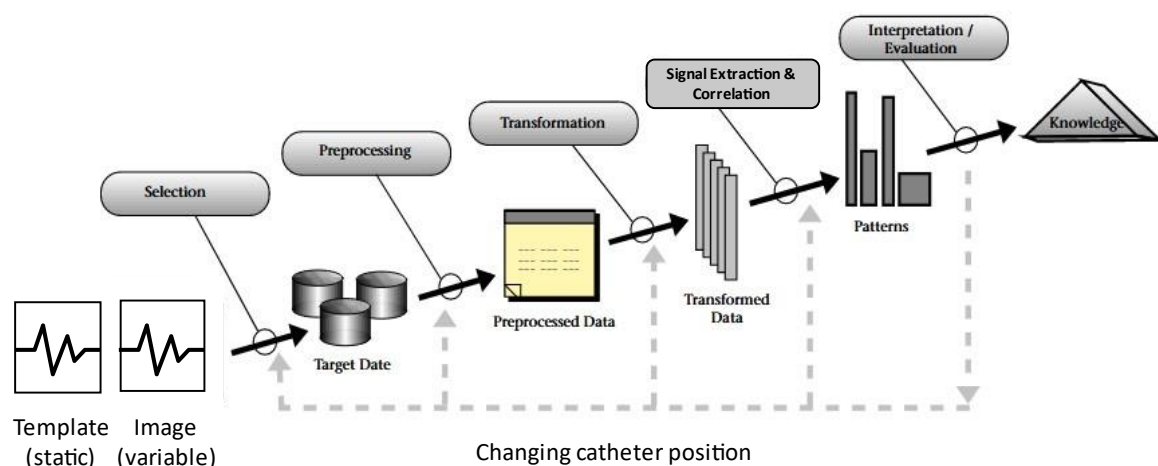 Interpretation /
Evaluation
Signal Extraction &
Correlation
Transformation
Knowledge
Preprocessing
Selection
Patterns
Transformed
Data
Preprocessed Data
Target Date
Template
(static)
Image
(variable)
Changing catheter position